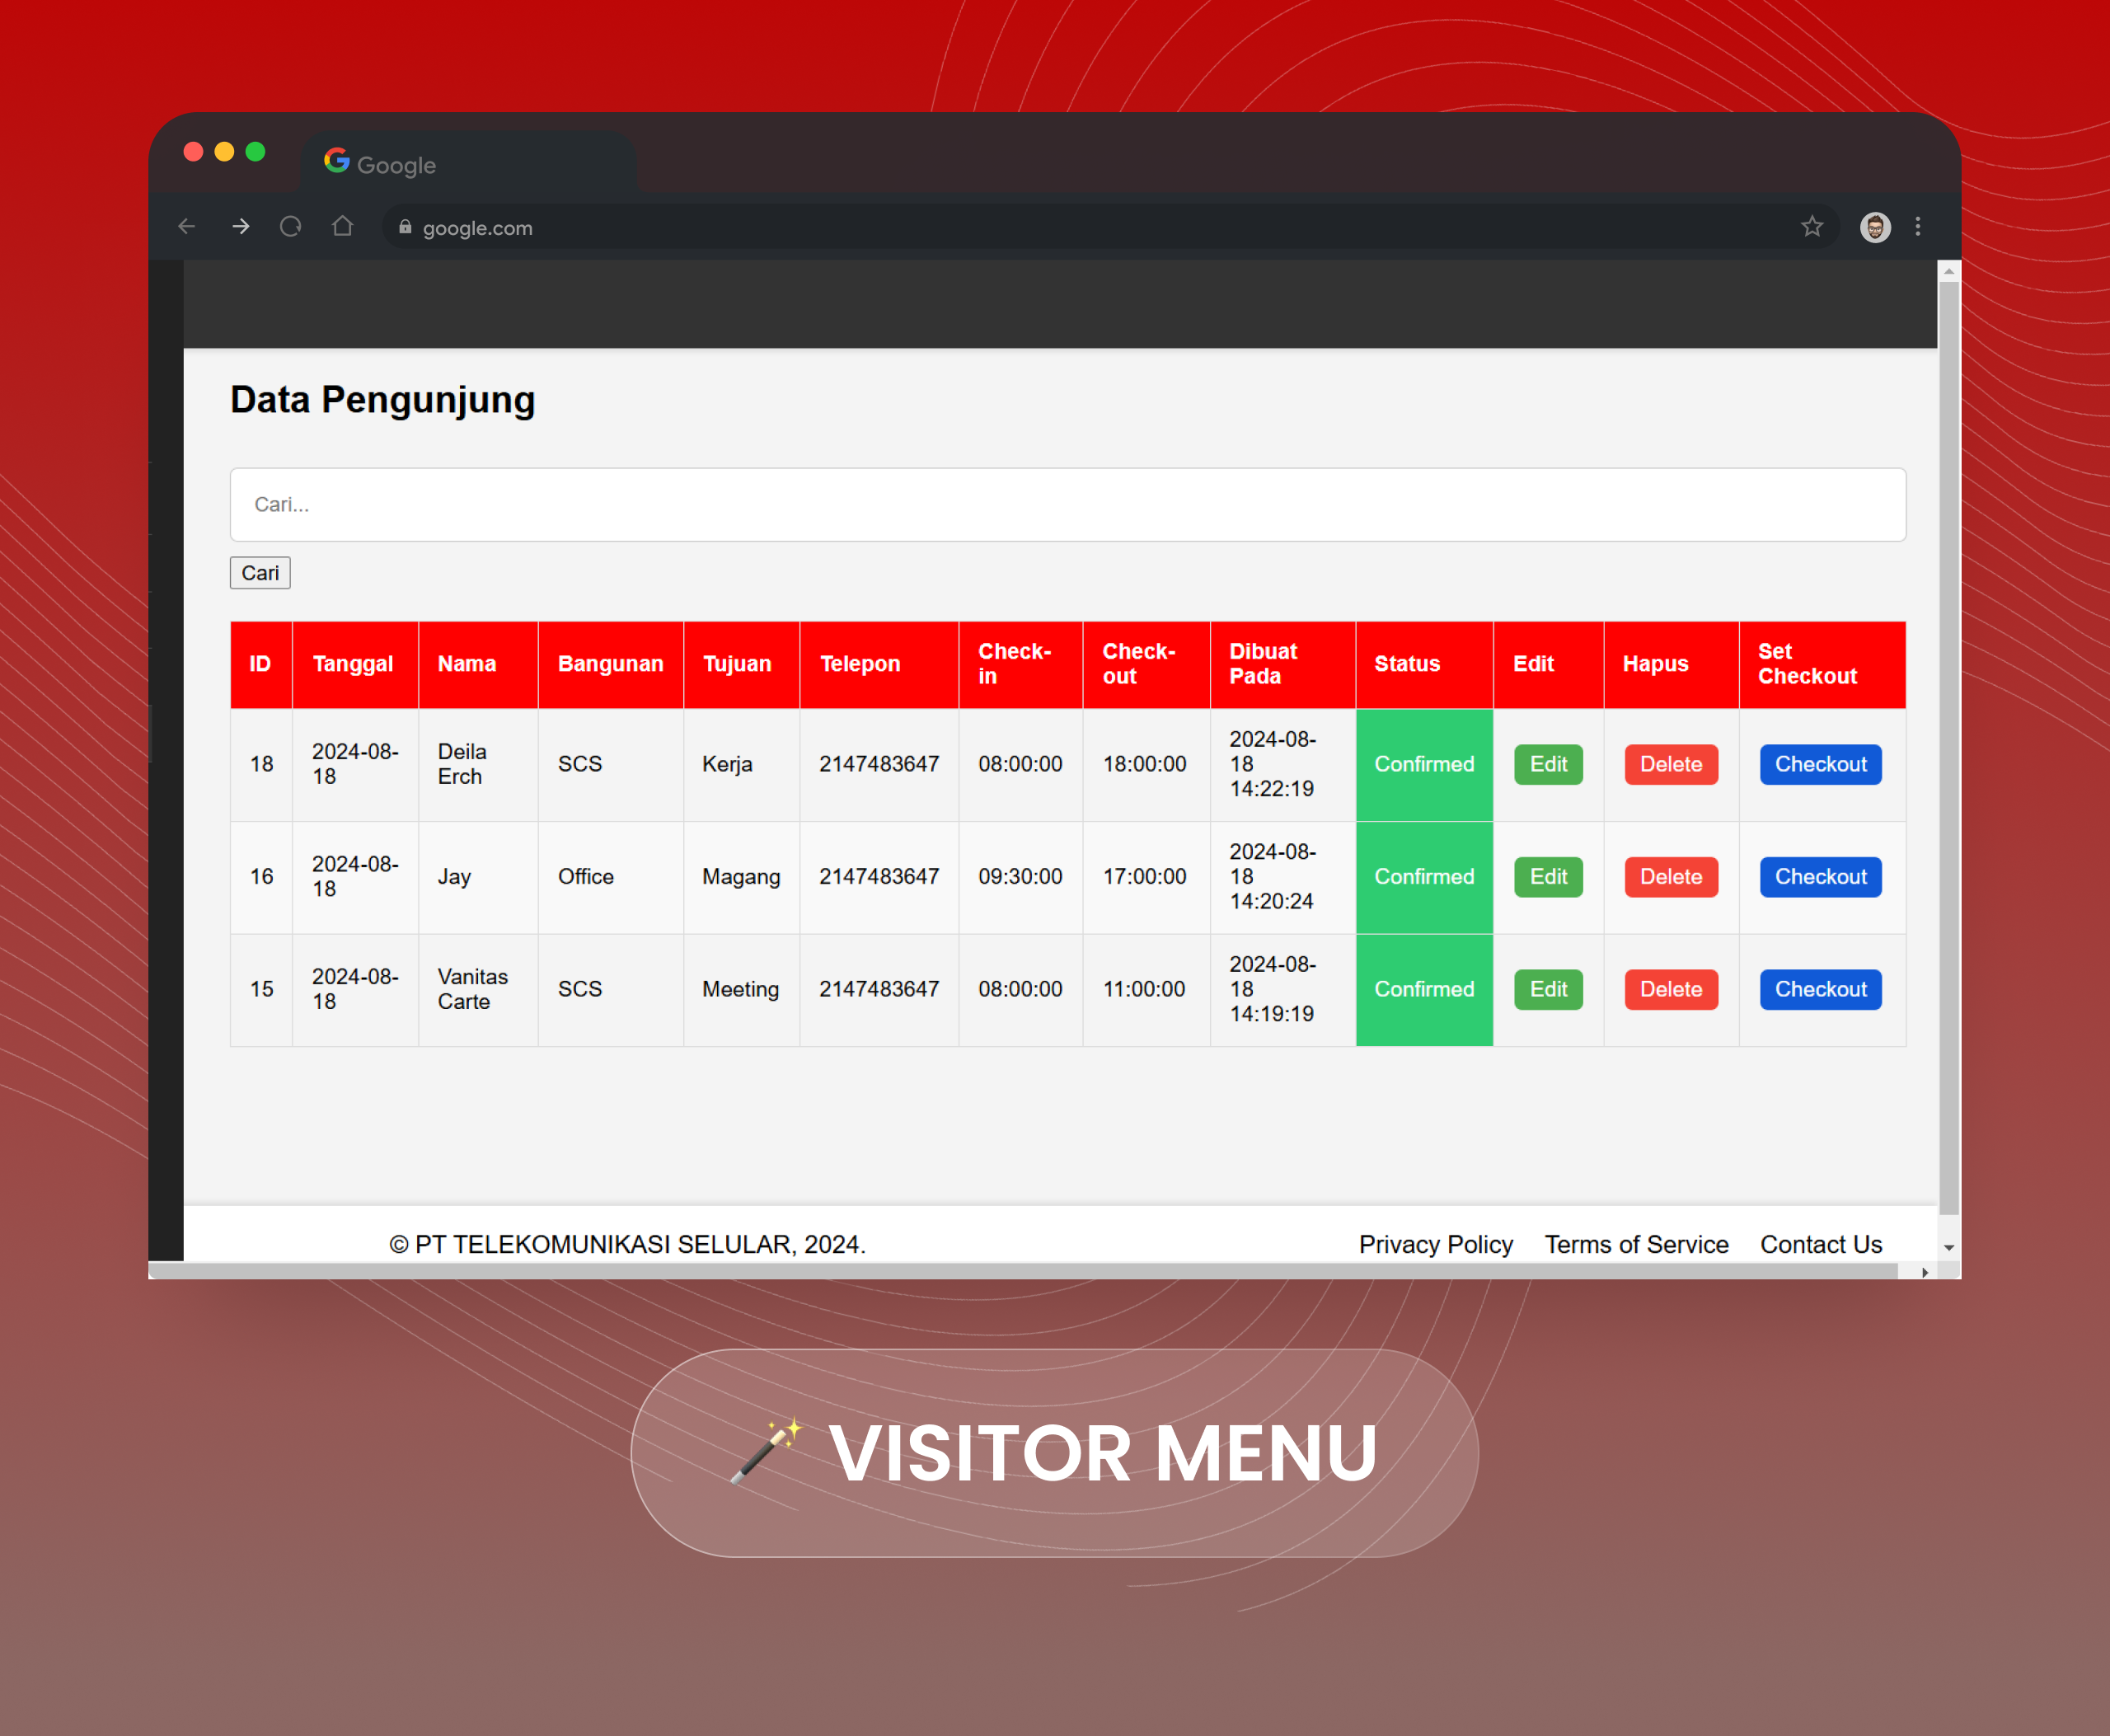 Google
google.com
Data Pengunjung
Cari...
Cari
ID Tanggal Nama Bangunan Tujuan Telepon Check-in Check-out Dibuat Pada Status Edit Hapus Set Checkout
18 2024-08-18 Deila Erch SCS Kerja 2147483647 08:00:00 18:00:00 2024-08-18 14:22:19 Confirmed Edit Delete Checkout
16 2024-08-18 Jay Office Magang 2147483647 09:30:00 17:00:00 2024-08-18 14:20:24 Confirmed Edit Delete Checkout
15 2024-08-18 Vanitas Carte SCS Meeting 2147483647 08:00:00 11:00:00 2024-08-18 14:19:19 Confirmed Edit Delete Checkout
© PT TELEKOMUNIKASI SELULAR, 2024. Privacy Policy Terms of Service Contact Us
VISITOR MENU